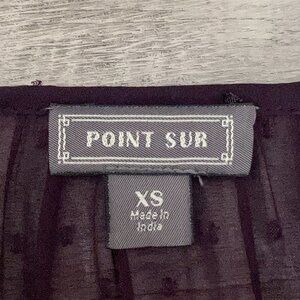 POINT SUR
XS
Made In
India